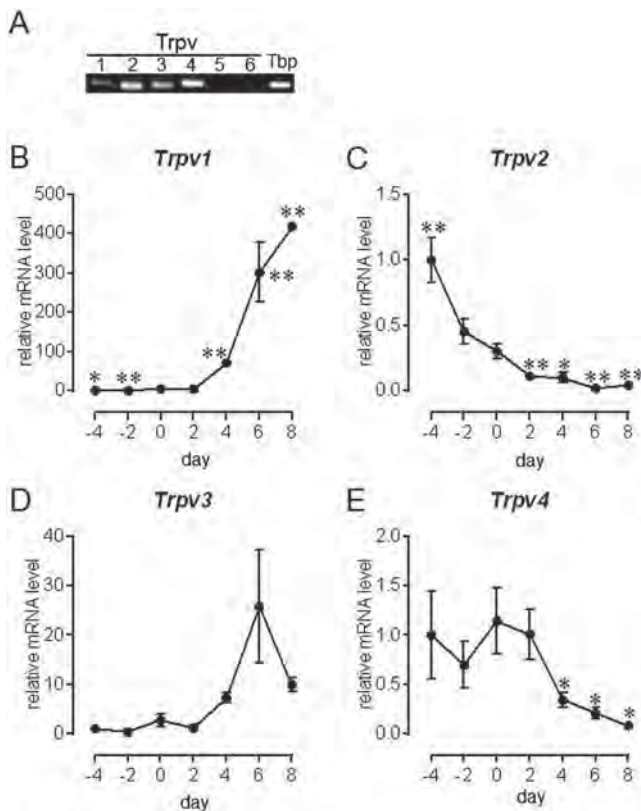 A
Trpv
1 2 3 4 5 6 Tbp
B
Trpv1
relative mRNA level
500
400
300
200
100
0
* ** ** ** **
-4 -2 0 2 4 6 8
day
C
Trpv2
relative mRNA level
1.5
1.0
0.5
0.0
** ** * ** **
-4 -2 0 2 4 6 8
day
D
Trpv3
relative mRNA level
40
30
20
10
0
-4 -2 0 2 4 6 8
day
E
Trpv4
relative mRNA level
2.0
1.5
1.0
0.5
0.0
* * *
-4 -2 0 2 4 6 8
day